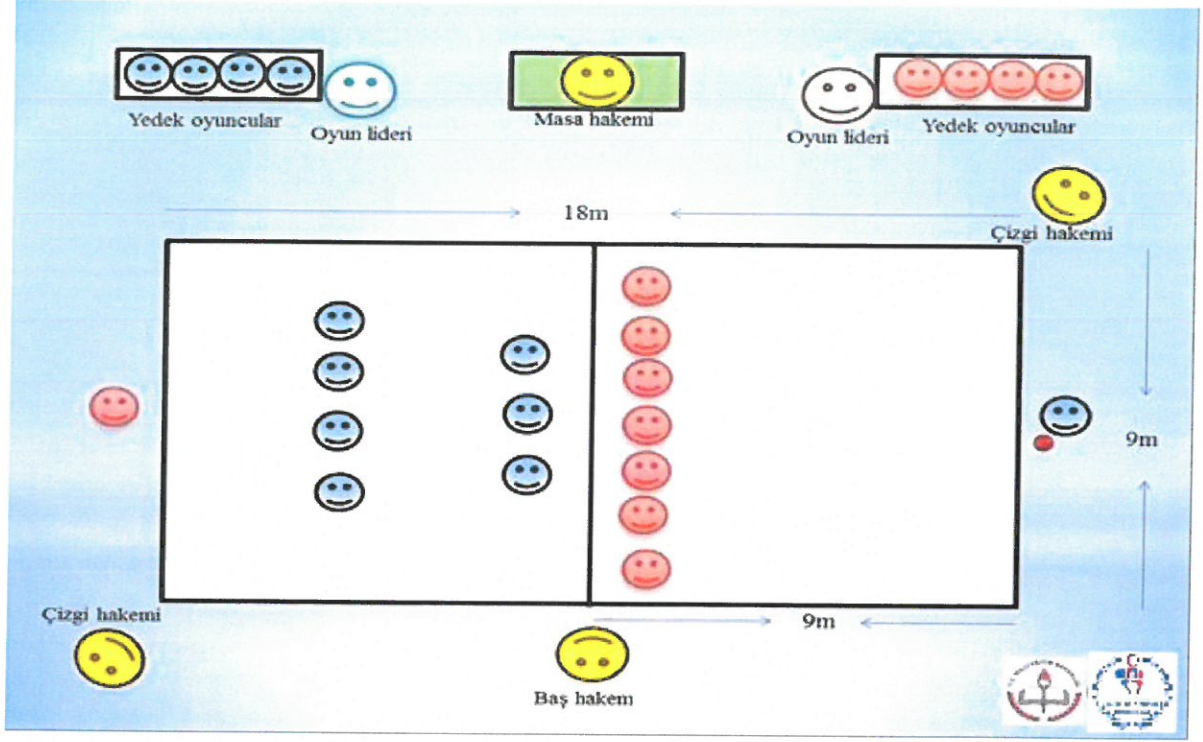 Yedek oyuncular
Oyun lideri
Masa hakemi
Oyun lideri
Yedek oyuncular
18m
Çizgi hakemi
9m
Çizgi hakemi
9m
Baş hakem